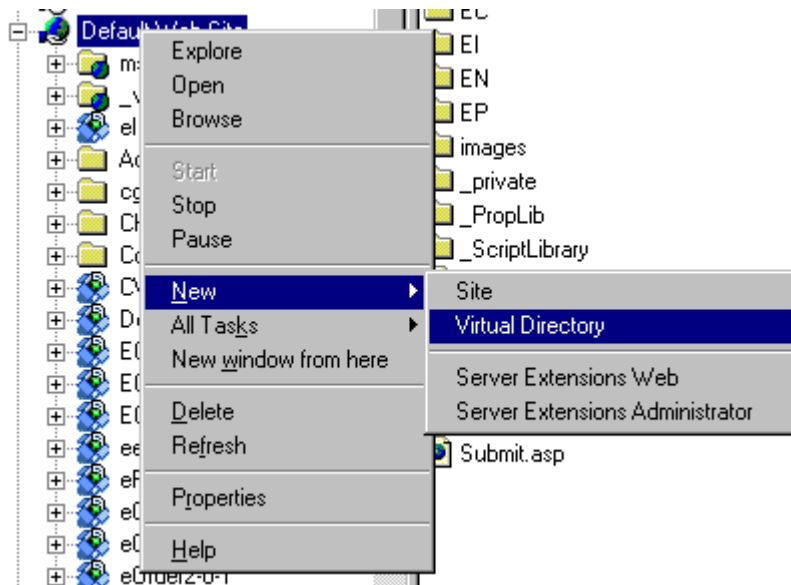 Default Web Site
Explore
Open
Browse
Start
Stop
Pause
New
All Tasks
New window from here
Delete
Refresh
Properties
Help
eOrder2-0-1
EI
EN
EP
images
_private
_PropLib
_ScriptLibrary
Site
Virtual Directory
Server Extensions Web
Server Extensions Administrator
Submit.asp